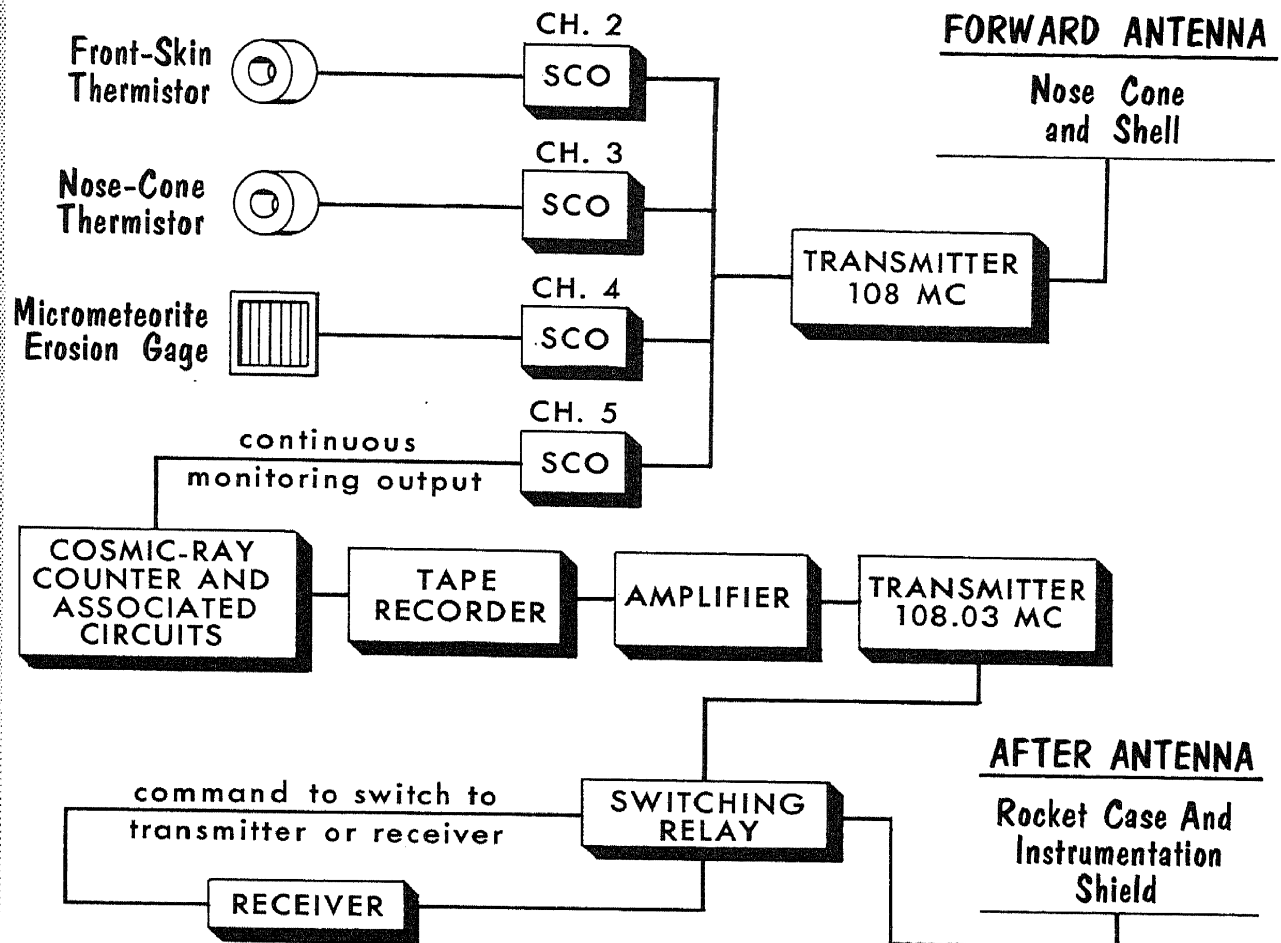 CH. 2
FORWARD ANTENNA
Front-Skin
Thermistor
SCO
Nose Cone
and Shell
CH. 3
Nose-Cone
Thermistor
SCO
TRANSMITTER
108 MC
CH. 4
Micrometeorite
Erosion Gage
SCO
CH. 5
SCO
continuous
monitoring output
COSMIC-RAY
COUNTER AND
ASSOCIATED
CIRCUITS
TAPE
RECORDER
AMPLIFIER
TRANSMITTER
108.03 MC
AFTER ANTENNA
Rocket Case And
Instrumentation
Shield
command to switch to
transmitter or receiver
SWITCHING
RELAY
RECEIVER